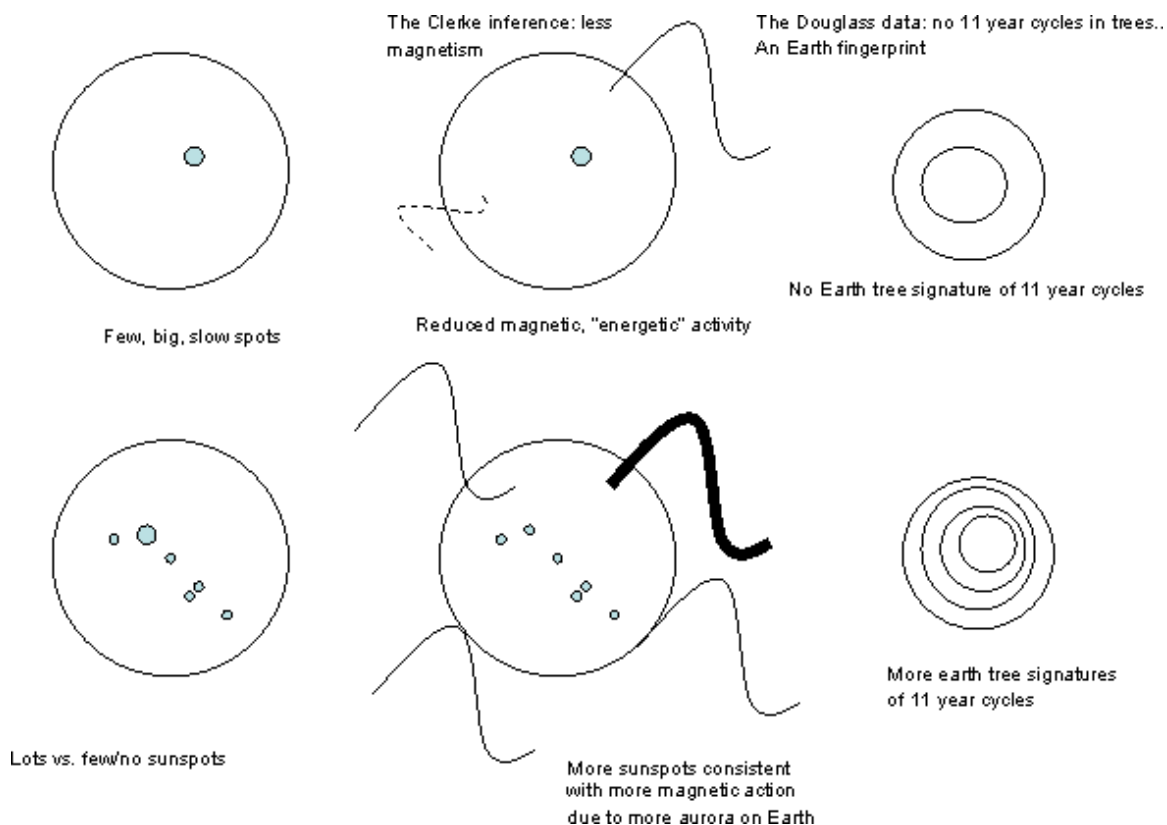 The Clerke inference: less
magnetism
The Douglass data: no 11 year cycles in trees..
An Earth fingerprint
No Earth tree signature of 11 year cycles
Few, big, slow spots
Reduced magnetic, "energetic" activity
More earth tree signatures
of 11 year cycles
Lots vs. few/no sunspots
More sunspots consistent
with more magnetic action
due to more aurora on Earth